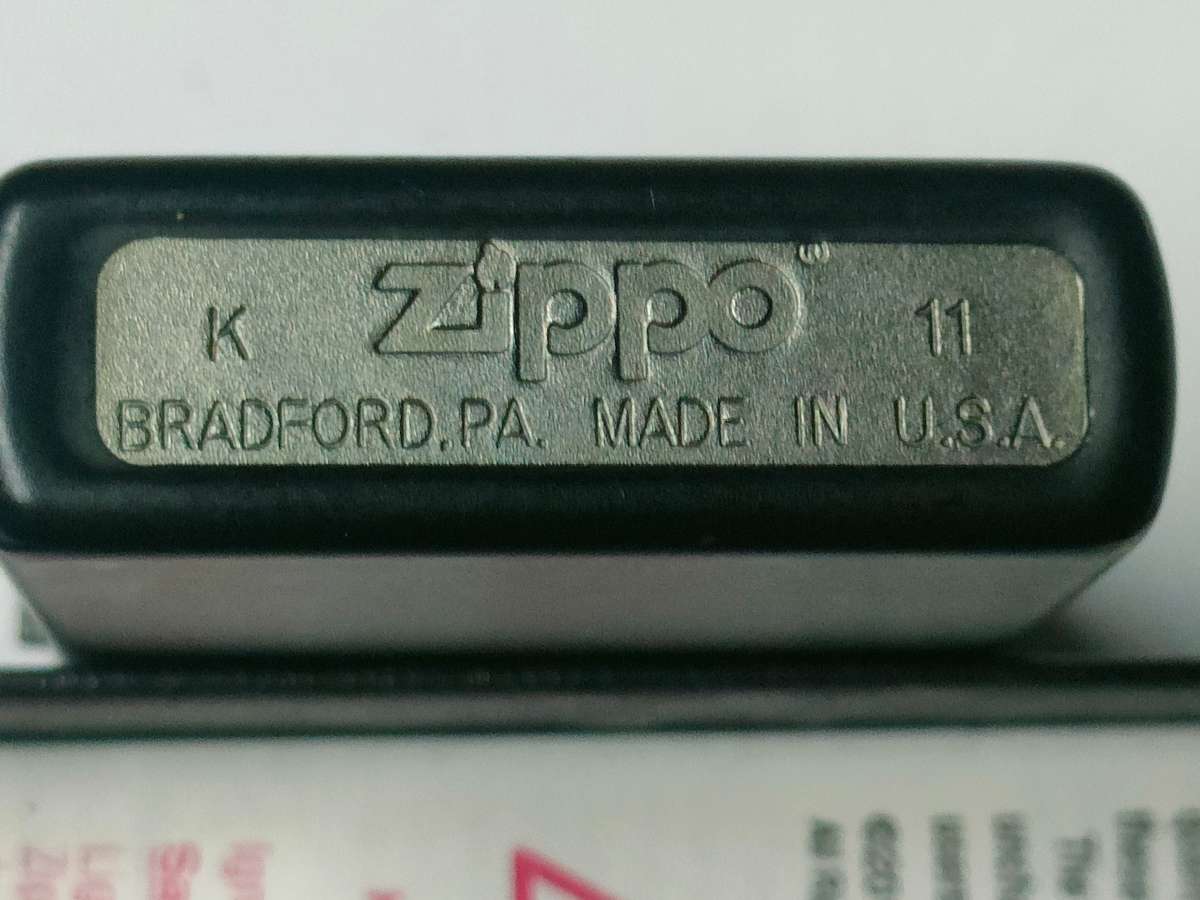 K zippo® 11
BRADFORD, PA. MADE IN U.S.A.